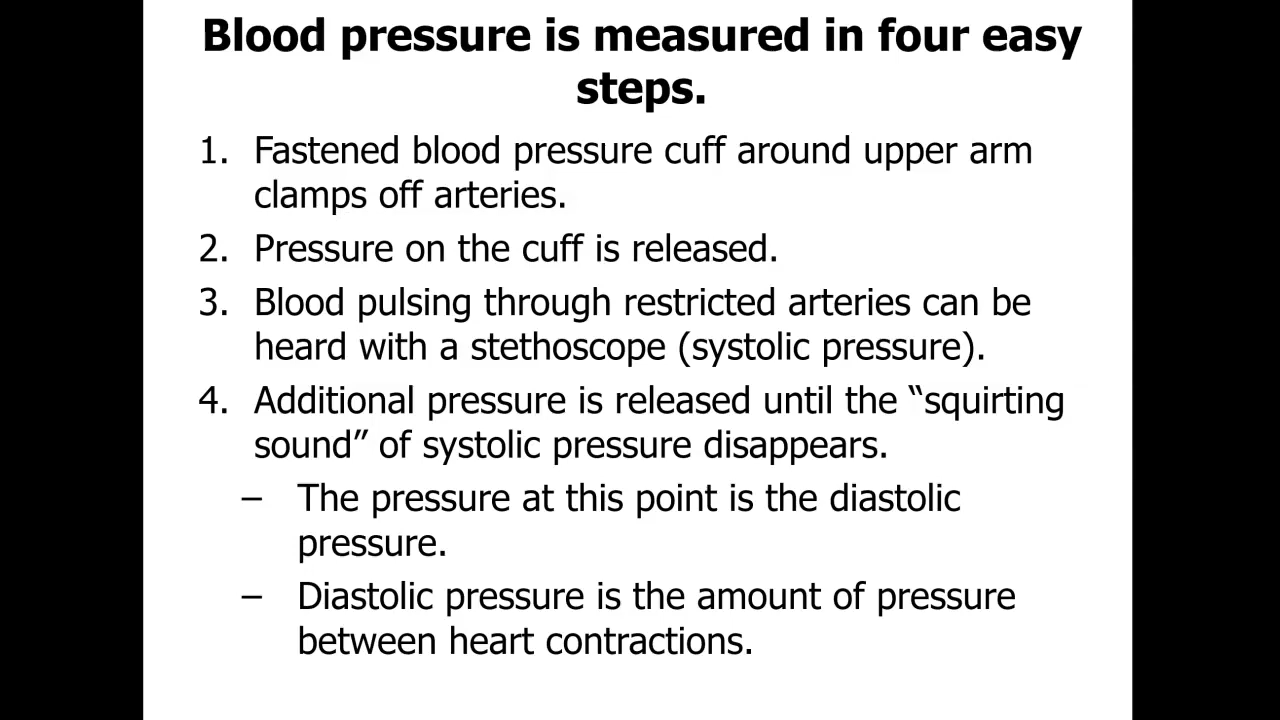 Blood pressure is measured in four easy
steps.
1. Fastened blood pressure cuff around upper arm
clamps off arteries.
2. Pressure on the cuff is released.
3. Blood pulsing through restricted arteries can be
heard with a stethoscope (systolic pressure).
4. Additional pressure is released until the “squirting
sound” of systolic pressure disappears.
– The pressure at this point is the diastolic
pressure.
– Diastolic pressure is the amount of pressure
between heart contractions.